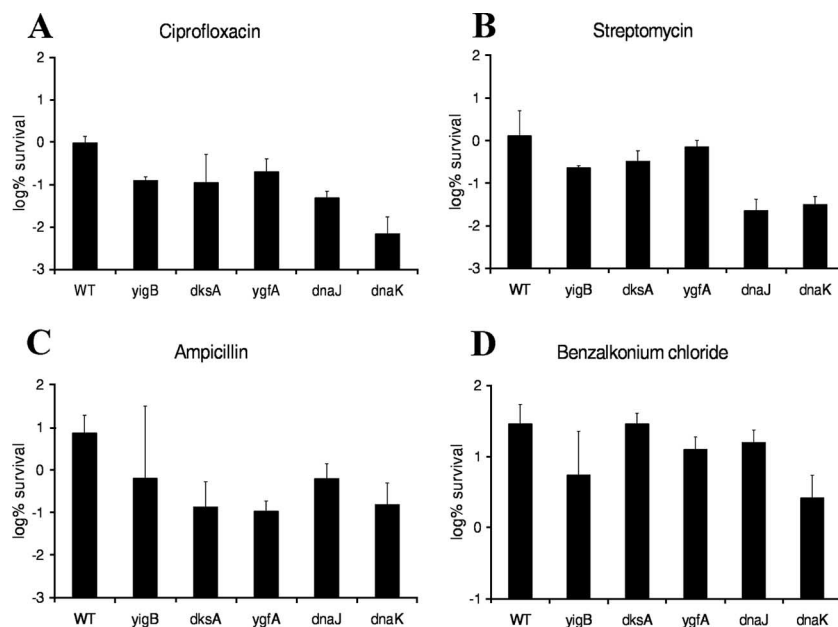 A
Ciprofloxacin
2
1
0
-1
-2
-3
log% survival
WT yigB dksA ygfA dnaJ dnaK
B
Streptomycin
2
1
0
-1
-2
-3
log% survival
WT yigB dksA ygfA dnaJ dnaK
C
Ampicillin
2
1
0
-1
-2
-3
log% survival
WT yigB dksA ygfA dnaJ dnaK
D
Benzalkonium chloride
2
1
0
-1
log% survival
WT yigB dksA ygfA dnaJ dnaK